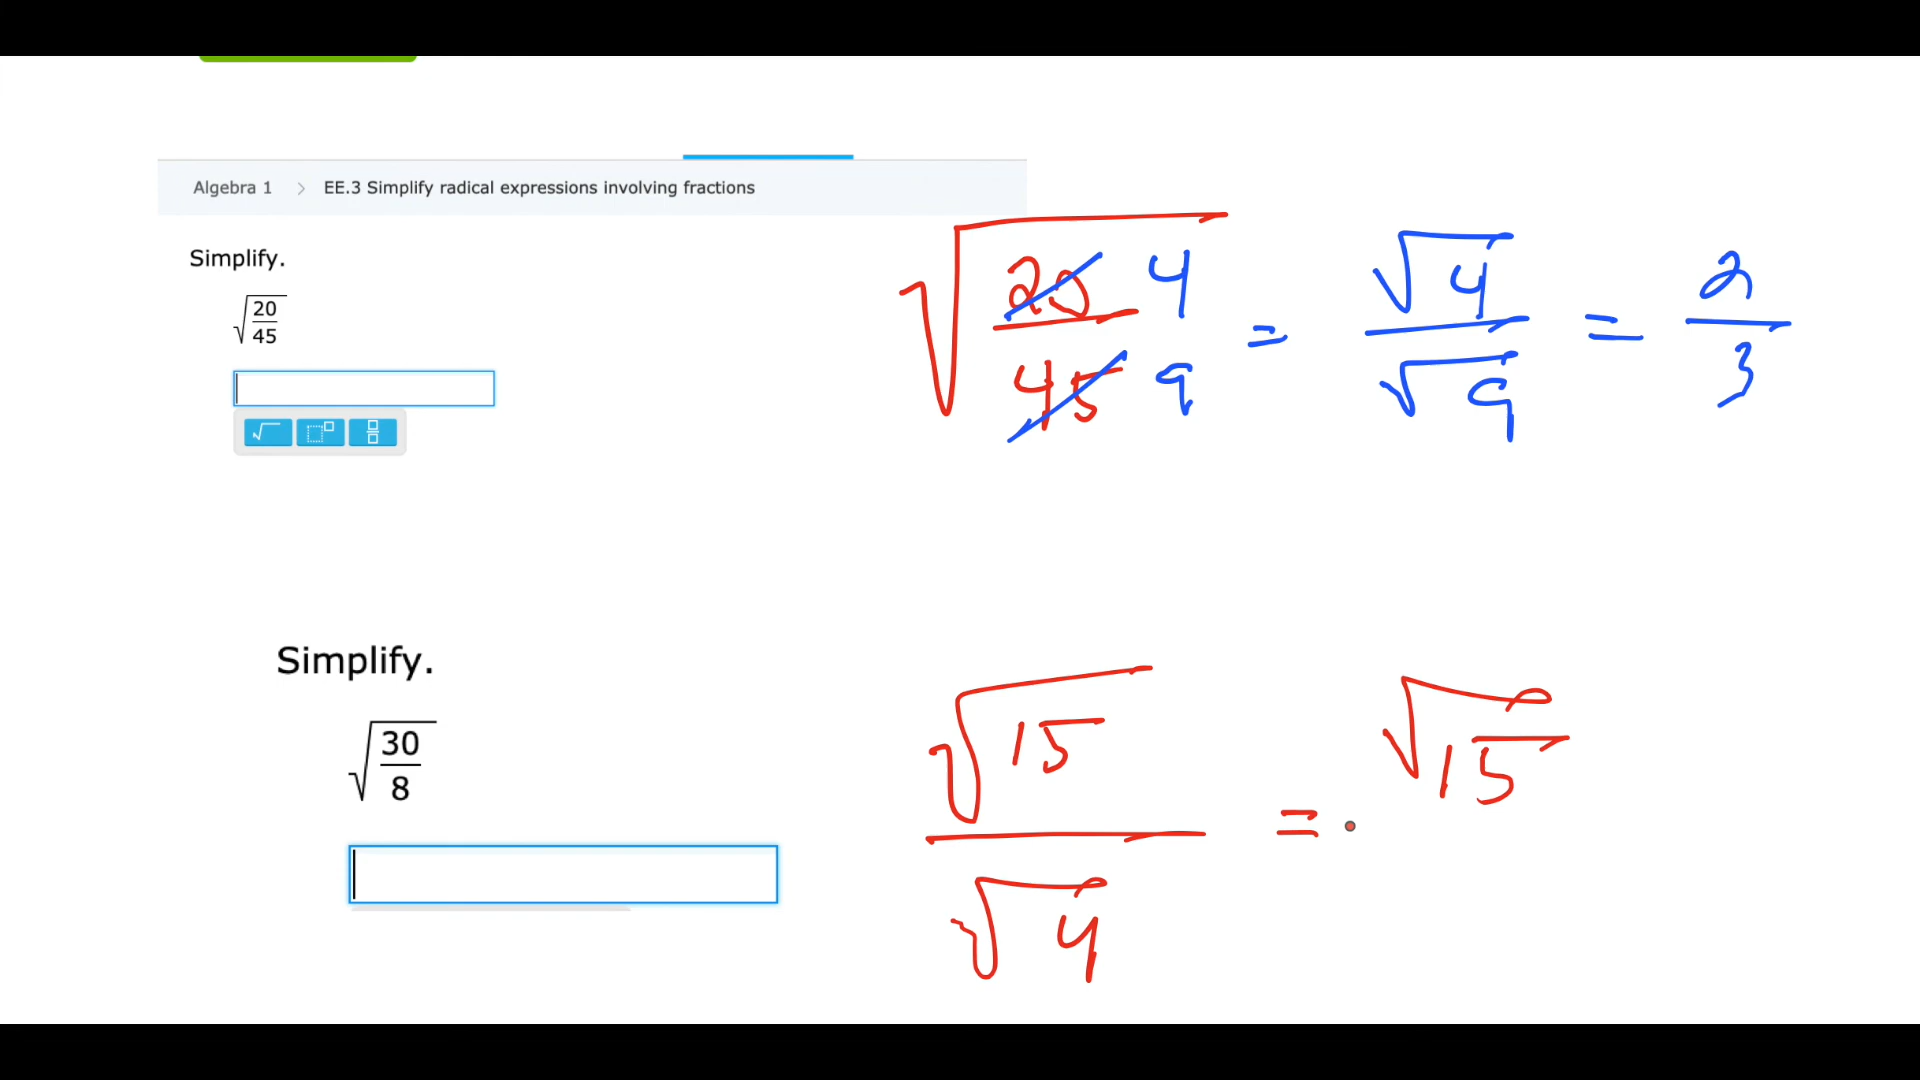 Algebra 1 > EE.3 Simplify radical expressions involving fractions
Simplify.
√(20/45)
√(20/45) 4/9 = √4/√9 = 2/3
Simplify.
√(30/8)
√15/√4 = √15